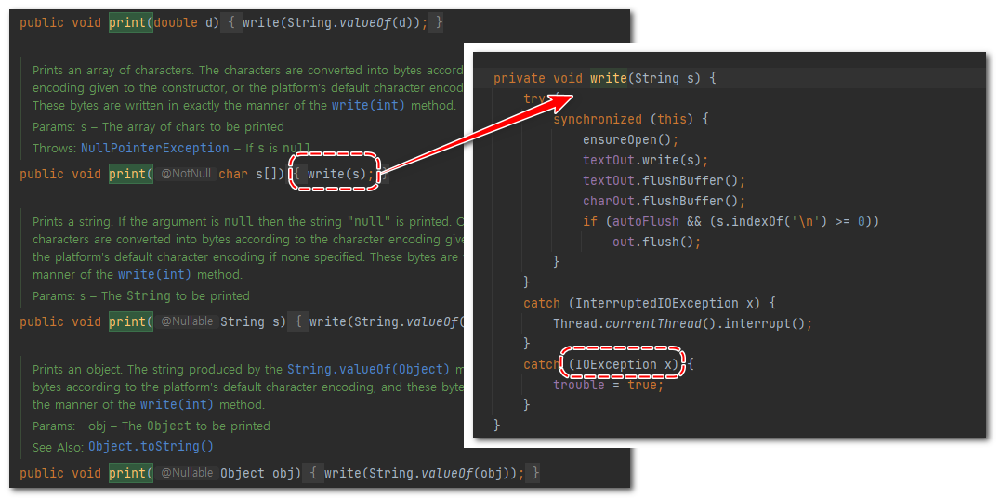 public void print(double d) { write(String.valueOf(d)); }
Prints an array of characters. The characters are converted into bytes accord
encoding given to the constructor, or the platform's default character encod
These bytes are written in exactly the manner of the write(int) method.
Params: s – The array of chars to be printed
Throws: NullPointerException – If s is null
public void print( @NotNull char s[]) { write(s); }
Prints a string. If the argument is null then the string "null" is printed.
characters are converted into bytes according to the character encoding give
the platform's default character encoding if none specified. These bytes are
manner of the write(int) method.
Params: s – The String to be printed
public void print( @Nullable String s) { write(String.valueOf(
Prints an object. The string produced by the String.valueOf(Object) m
bytes according to the platform's default character encoding, and these byte
the manner of the write(int) method.
Params: obj – The Object to be printed
See Also: Object.toString()
public void print( @Nullable Object obj) { write(String.valueOf(obj)); }
private void write(String s) {
try {
synchronized (this) {
ensureOpen();
textOut.write(s);
textOut.flushBuffer();
charOut.flushBuffer();
if (autoFlush && (s.indexOf('\n') >= 0))
out.flush();
}
}
catch (InterruptedIOException x) {
Thread.currentThread().interrupt();
}
catch (IOException x) {
trouble = true;
}
}